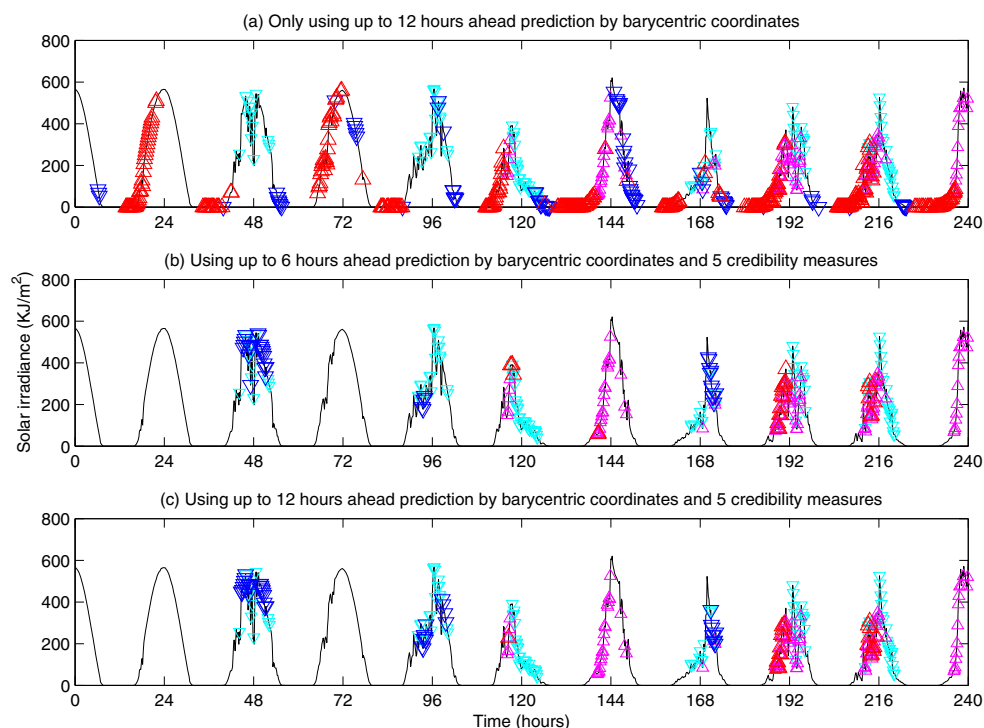 (a) Only using up to 12 hours ahead prediction by barycentric coordinates
800
600
400
200
0
0 24 48 72 96 120 144 168 192 216 240
(b) Using up to 6 hours ahead prediction by barycentric coordinates and 5 credibility measures
Solar irradiance (KJ/m²)
800
600
400
200
0
0 24 48 72 96 120 144 168 192 216 240
(c) Using up to 12 hours ahead prediction by barycentric coordinates and 5 credibility measures
800
600
400
200
0
0 24 48 72 96 120 144 168 192 216 240
Time (hours)